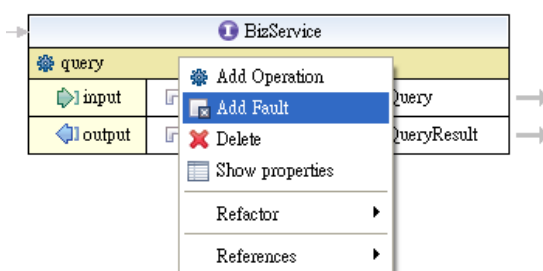 BizService
query
Add Operation
input
Query
Add Fault
output
QueryResult
Delete
Show properties
Refactor
References